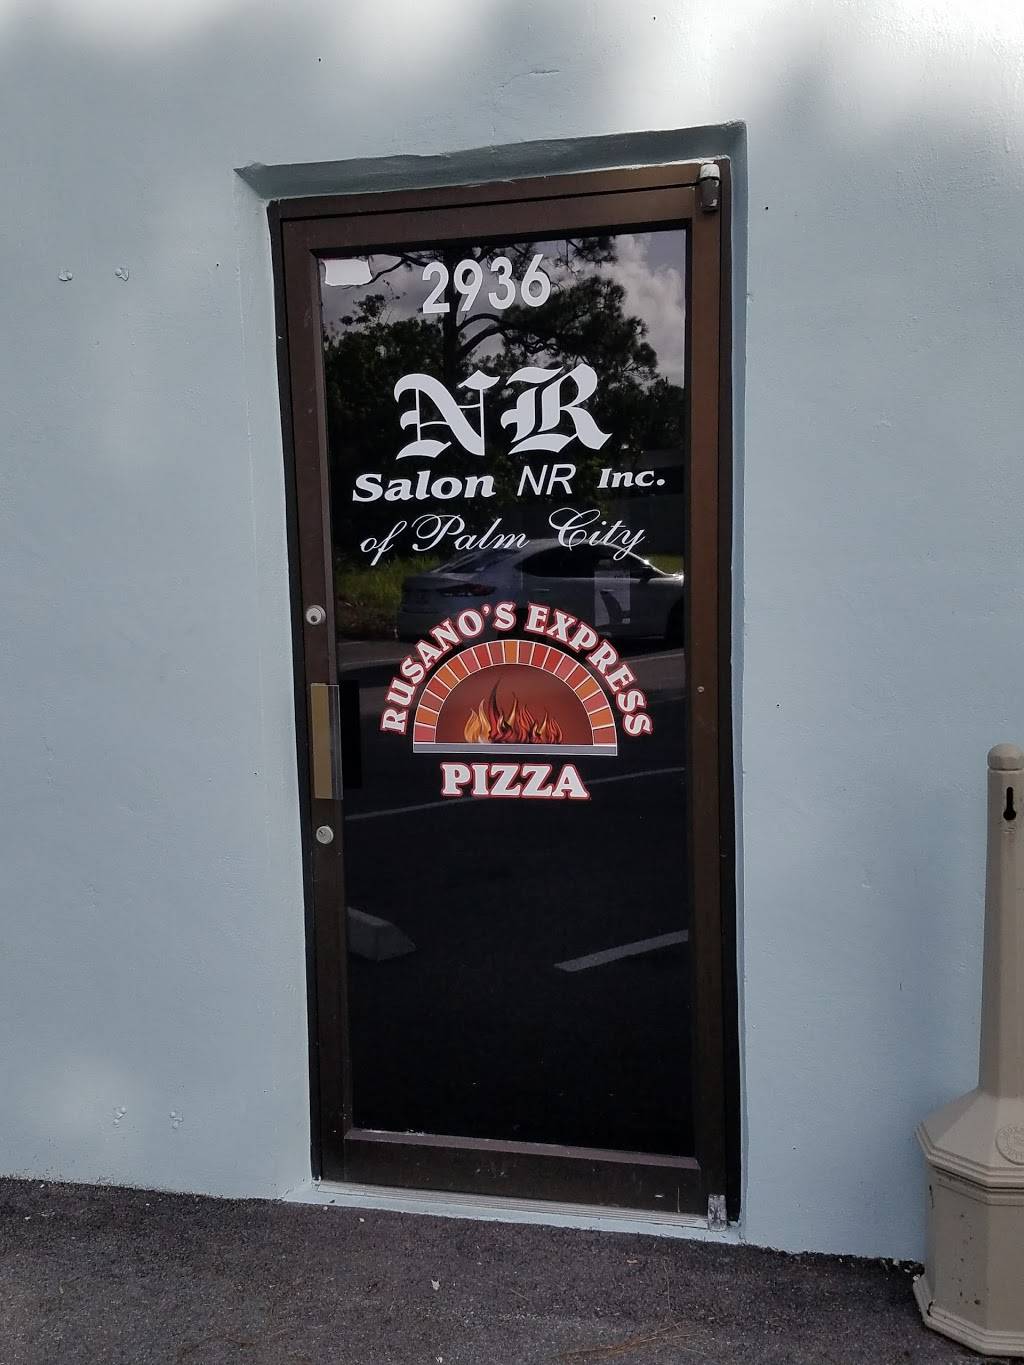 2936
NR
Salon NR Inc.
of Palm City
RUSANO'S EXPRESS
PIZZA